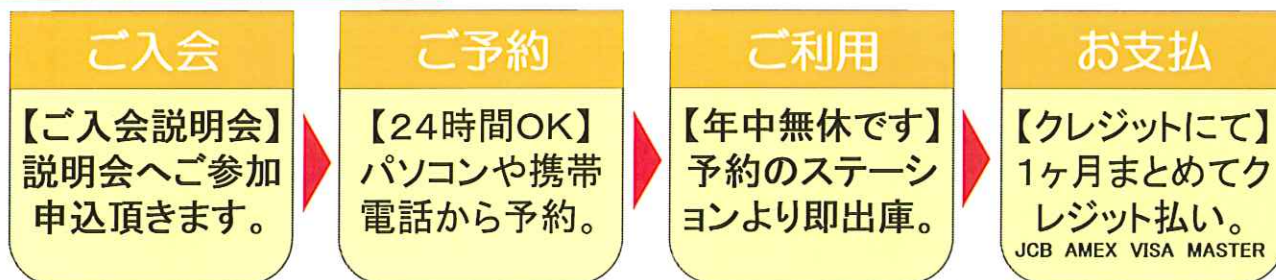 ご入会
【ご入会説明会】
説明会へご参加
申込頂きます。
ご予約
【24時間OK】
パソコンや携帯
電話から予約。
ご利用
【年中無休です】
予約のステーシ
ョンより即出庫。
お支払
【クレジットにて】
1ヶ月まとめてク
レジット払い。
JCB AMEX VISA MASTER